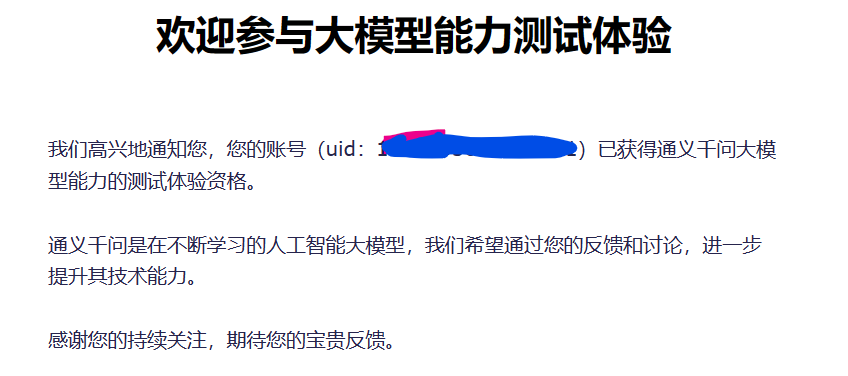 欢迎参与大模型能力测试体验
我们高兴地通知您，您的账号（uid：1）已获得通义千问大模
型能力的测试体验资格。
通义千问是在不断学习的人工智能大模型，我们希望通过您的反馈和讨论，进一步
提升其技术能力。
感谢您的持续关注，期待您的宝贵反馈。